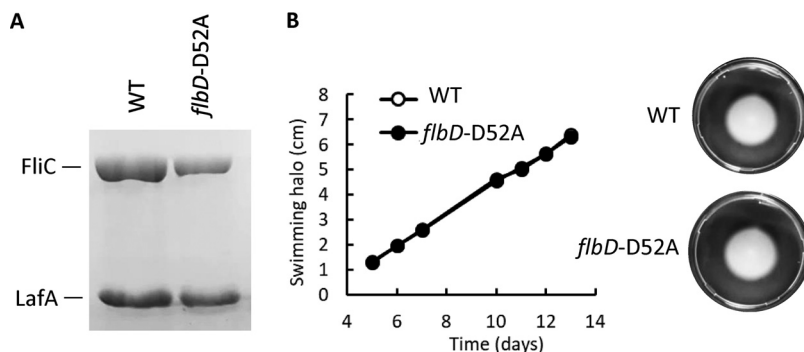 A
WT
flbD-D52A
FliC
LafA
B
WT
flbD-D52A
Swimming halo (cm)
8
7
6
5
4
3
2
1
0
4 6 8 10 12 14
Time (days)
WT
flbD-D52A